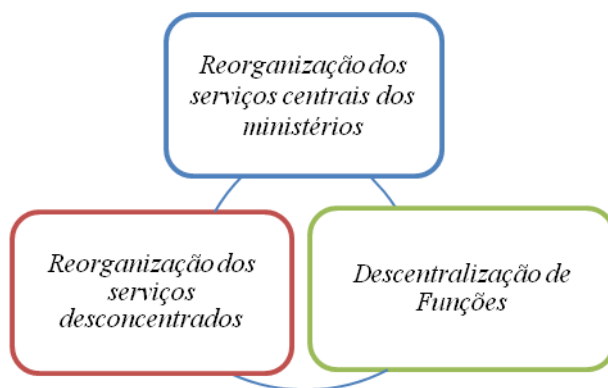 Reorganização dos
serviços centrais dos
ministérios
Reorganização dos
serviços
desconcentrados
Descentralização de
Funções